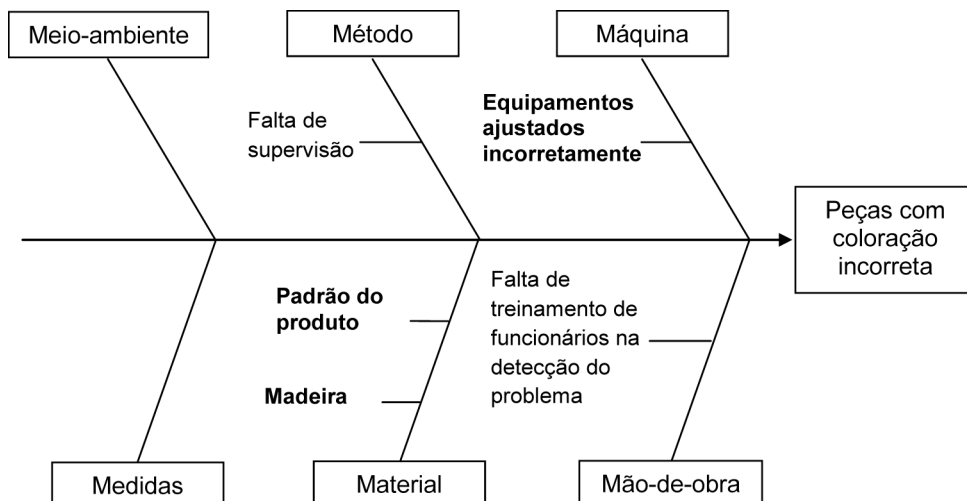 Meio-ambiente
Método
Máquina
Falta de
supervisão
Equipamentos
ajustados
incorretamente
Peças com
coloração
incorreta
Padrão do
produto
Madeira
Falta de
treinamento de
funcionários na
detecção do
problema
Medidas
Material
Mão-de-obra